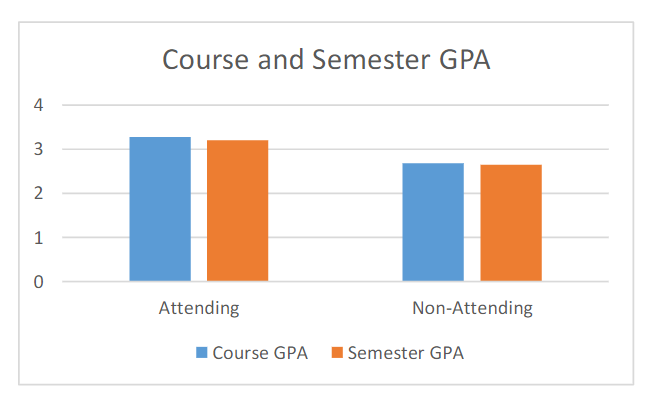 Course and Semester GPA
4
3
2
1
0
Attending Non-Attending
Course GPA Semester GPA